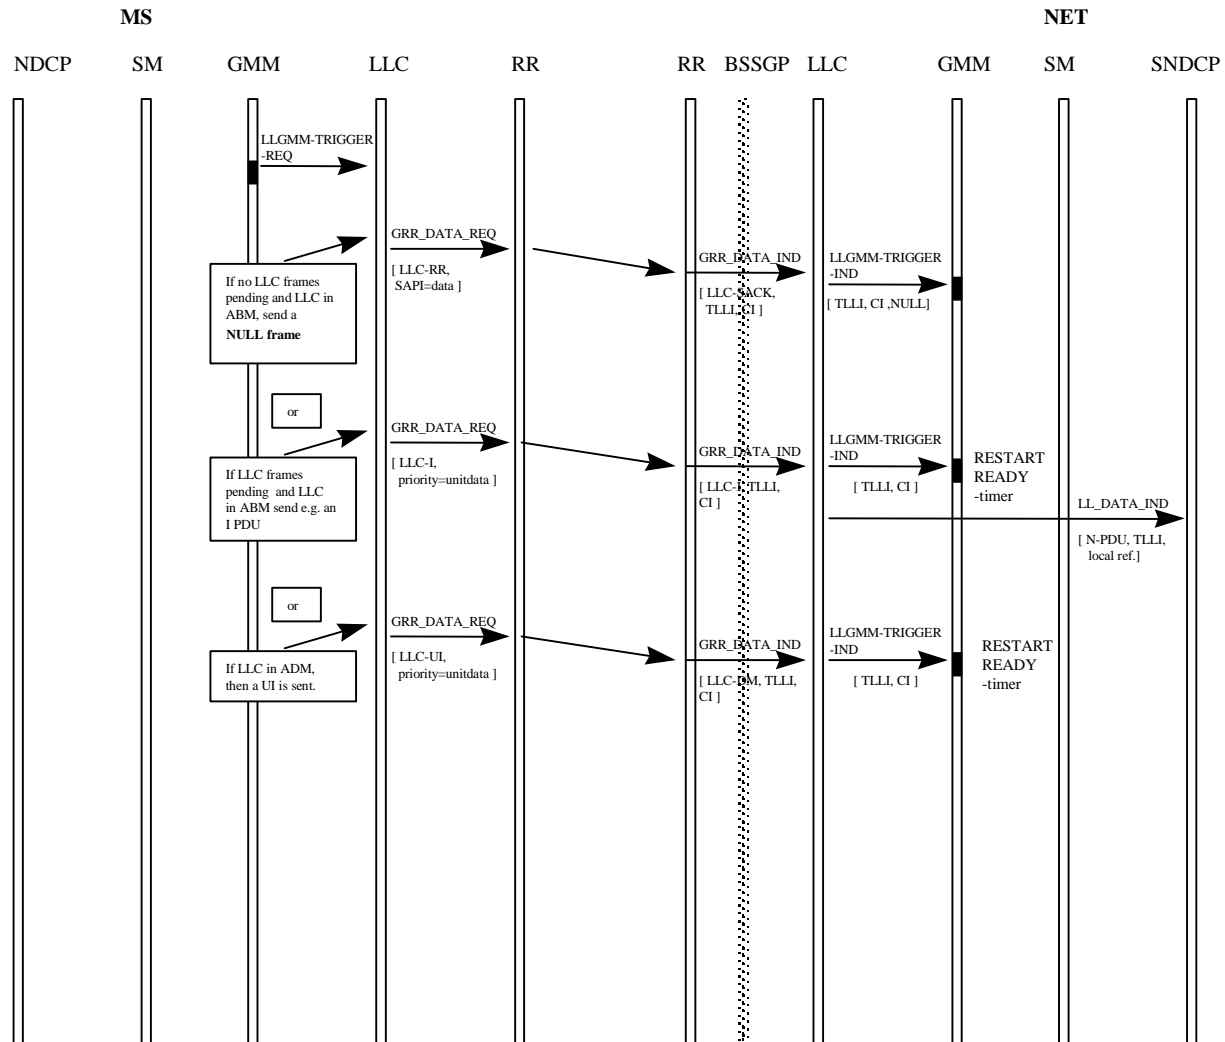 MS
NET
NDCP SM GMM LLC RR RR BSSGP LLC GMM SM SNDCP
LLGMM-TRIGGER
-REQ
GRR_DATA_REQ
[ LLC-RR,
SAPI=data ]
GRR_DATA_IND
[ LLC-SACK,
TLLI, CI ]
LLGMM-TRIGGER
-IND
[ TLLI, CI ,NULL]
If no LLC frames
pending and LLC in
ABM, send a
NULL frame
or
GRR_DATA_REQ
[ LLC-I,
priority=unitdata ]
GRR_DATA_IND
[ LLC-I, TLLI,
CI ]
LLGMM-TRIGGER
-IND
[ TLLI, CI ]
RESTART
READY
-timer
If LLC frames
pending and LLC
in ABM send e.g. an
I PDU
LL_DATA_IND
[ N-PDU, TLLI,
local ref.]
or
GRR_DATA_REQ
[ LLC-UI,
priority=unitdata ]
GRR_DATA_IND
[ LLC-DM, TLLI,
CI ]
LLGMM-TRIGGER
-IND
[ TLLI, CI ]
RESTART
READY
-timer
If LLC in ADM,
then a UI is sent.